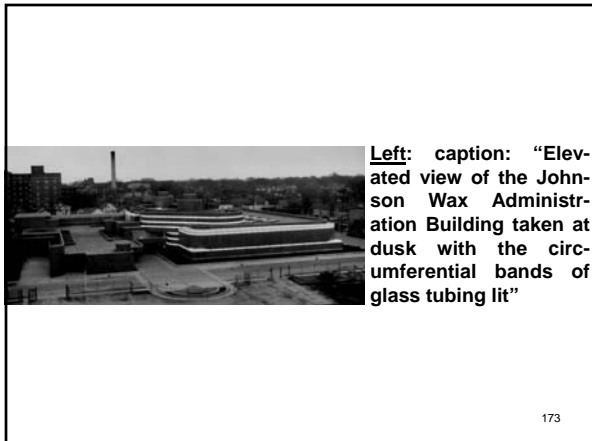 Left: caption: “Elev-
ated view of the John-
son Wax Administr-
ation Building taken at
dusk with the circ-
umferential bands of
glass tubing lit”
173